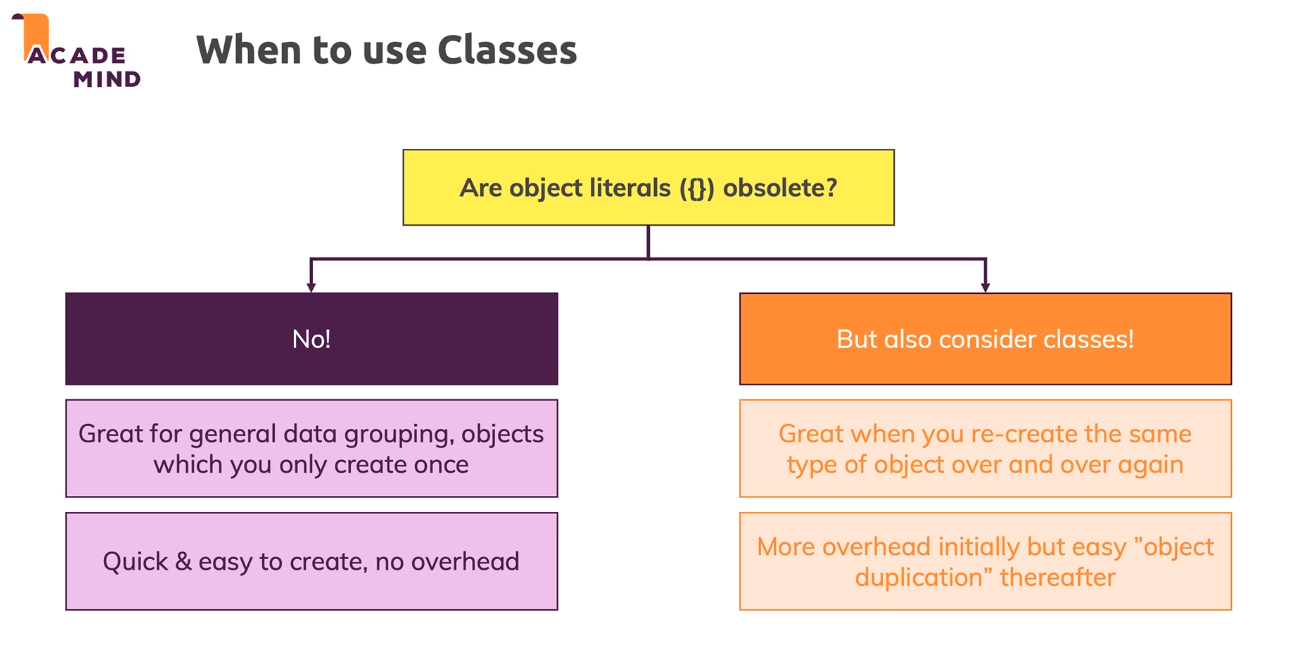 ACADE
MIND
When to use Classes
Are object literals ({}) obsolete?
No!
Great for general data grouping, objects
which you only create once
Quick & easy to create, no overhead
But also consider classes!
Great when you re-create the same
type of object over and over again
More overhead initially but easy ”object
duplication” thereafter